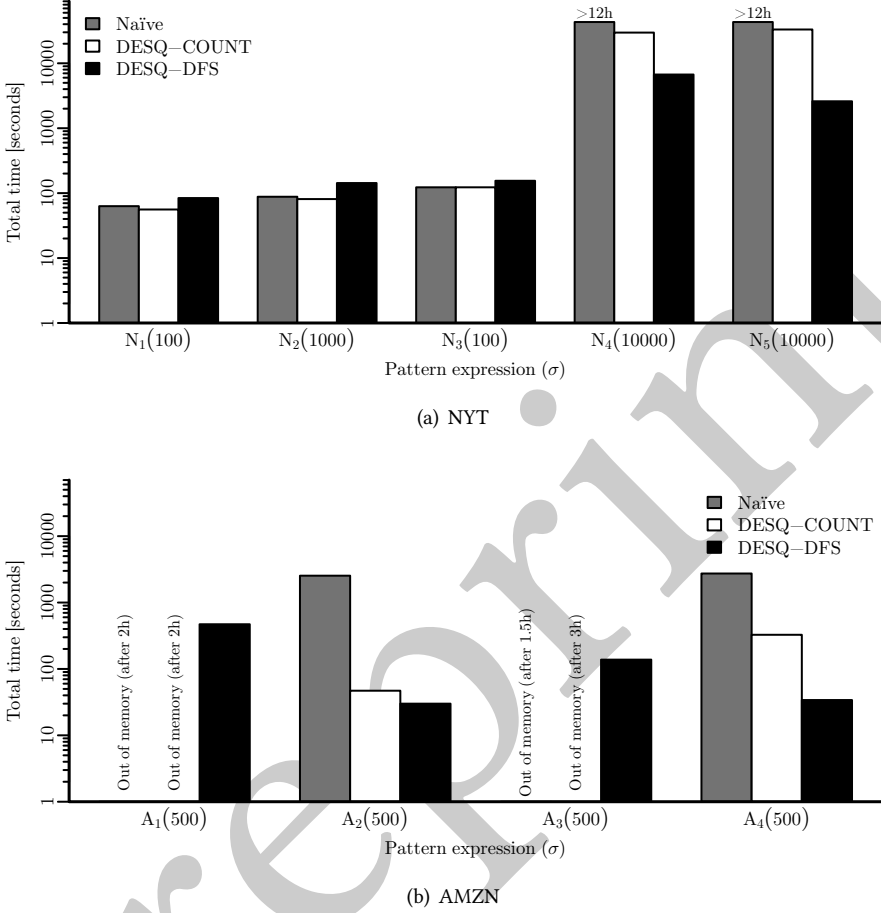 >12h
>12h
Naïve
DESQ−COUNT
DESQ−DFS
Total time [seconds]
10000
1000
100
10
1
N₁(100)
N₂(1000)
N₃(100)
N₄(10000)
N₅(10000)
Pattern expression (σ)
(a) NYT
Naïve
DESQ−COUNT
DESQ−DFS
Total time [seconds]
10000
1000
100
10
1
Out of memory (after 2h)
Out of memory (after 2h)
Out of memory (after 1.5h)
Out of memory (after 3h)
A₁(500)
A₂(500)
A₃(500)
A₄(500)
Pattern expression (σ)
(b) AMZN
reprin